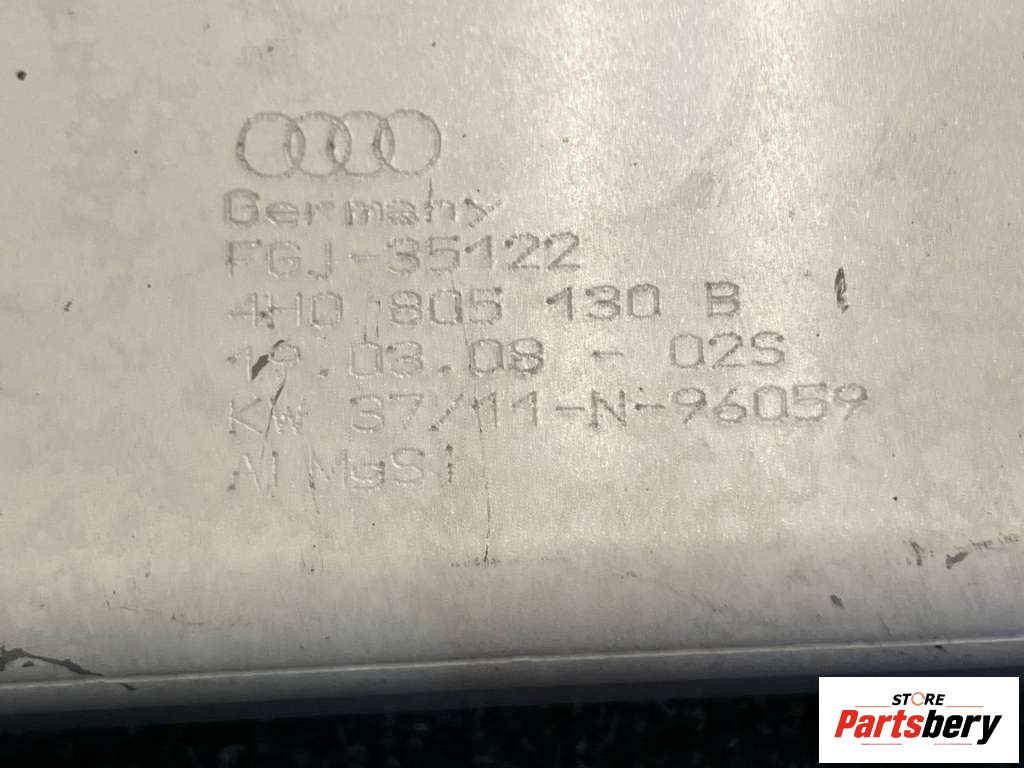 Germany
FGJ-35122
4H0 805 130 B
19.03.08 - 02S
KW 37/11-N-96059
Al MgSi
STORE
Partsbery